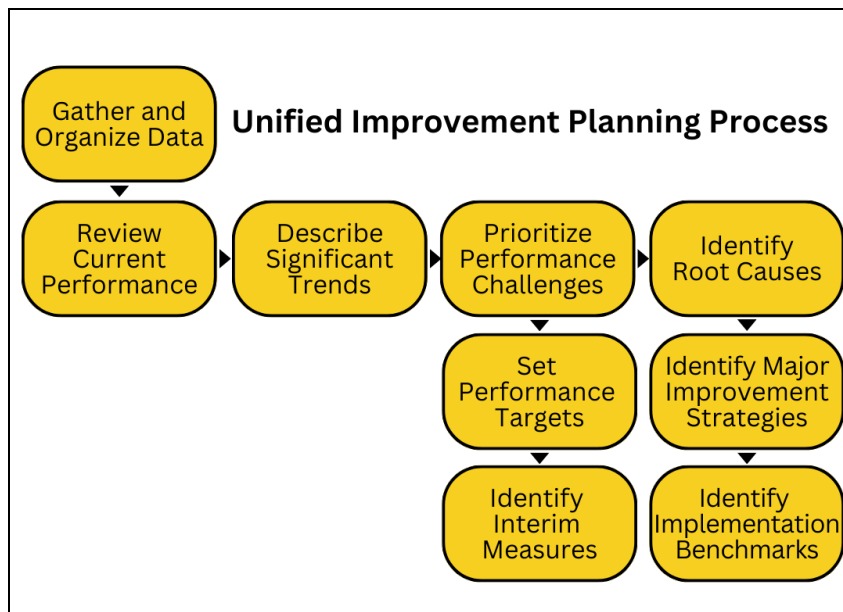 Gather and
Organize Data
Unified Improvement Planning Process
Review
Current
Performance
Describe
Significant
Trends
Prioritize
Performance
Challenges
Identify
Root Causes
Set
Performance
Targets
Identify Major
Improvement
Strategies
Identify
Interim
Measures
Identify
Implementation
Benchmarks